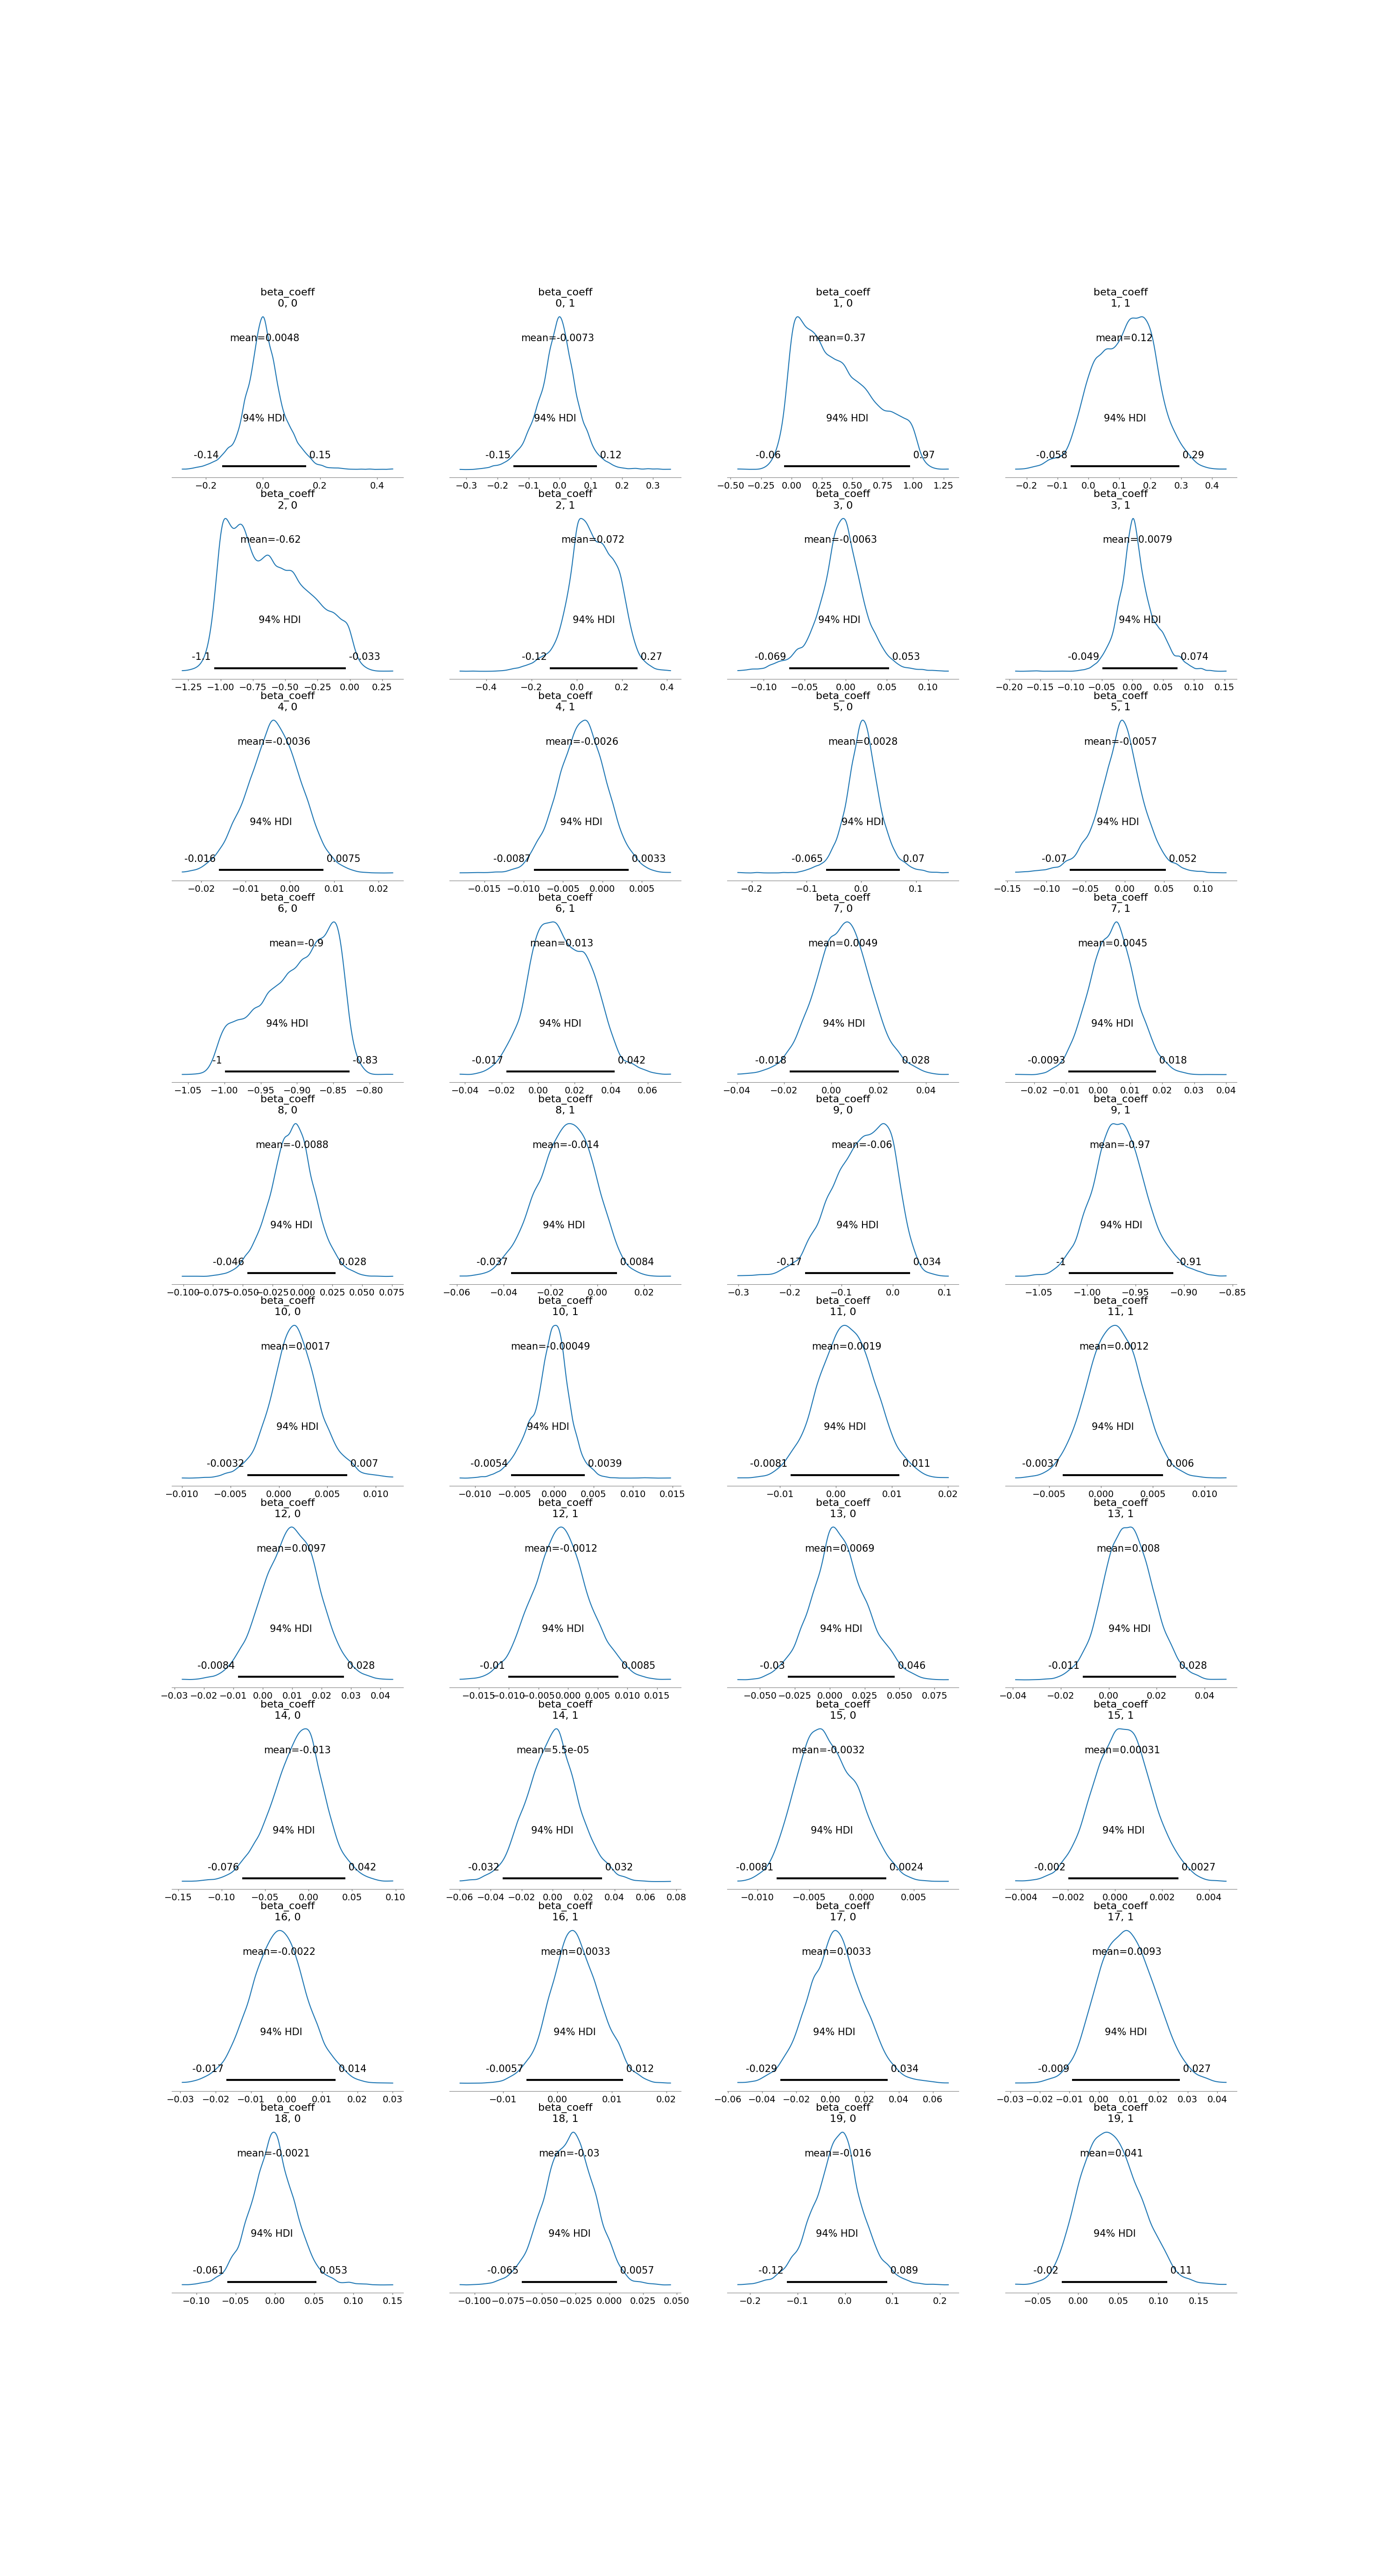 beta_coeff
0, 0
mean=0.0048
94% HDI
-0.14
0.15
−0.2 0.0 0.2 0.4
beta_coeff
0, 1
mean=-0.0073
94% HDI
-0.15
0.12
−0.3 −0.2 −0.1 0.0 0.1 0.2 0.3
beta_coeff
1, 0
mean=0.37
94% HDI
-0.06
0.97
−0.50 −0.25 0.00 0.25 0.50 0.75 1.00 1.25
beta_coeff
1, 1
mean=0.12
94% HDI
-0.058
0.29
−0.2 −0.1 0.0 0.1 0.2 0.3 0.4
beta_coeff
2, 0
mean=-0.62
94% HDI
-1.1
-0.033
−1.25 −1.00 −0.75 −0.50 −0.25 0.00 0.25
beta_coeff
2, 1
mean=0.072
94% HDI
-0.12
0.27
−0.4 −0.2 0.0 0.2 0.4
beta_coeff
3, 0
mean=-0.0063
94% HDI
-0.069
0.053
−0.10 −0.05 0.00 0.05 0.10
beta_coeff
3, 1
mean=0.0079
94% HDI
-0.049
0.074
−0.20 −0.15 −0.10 −0.05 0.00 0.05 0.10 0.15
beta_coeff
4, 0
mean=-0.0036
94% HDI
-0.016
0.0075
−0.02 −0.01 0.00 0.01 0.02
beta_coeff
4, 1
mean=-0.0026
94% HDI
-0.0087
0.0033
−0.015 −0.010 −0.005 0.000 0.005
beta_coeff
5, 0
mean=0.0028
94% HDI
-0.065
0.07
−0.2 −0.1 0.0 0.1
beta_coeff
5, 1
mean=-0.0057
94% HDI
-0.07
0.052
−0.15 −0.10 −0.05 0.00 0.05 0.10
beta_coeff
6, 0
mean=-0.9
94% HDI
-1
-0.83
−1.05 −1.00 −0.95 −0.90 −0.85 −0.80
beta_coeff
6, 1
mean=0.013
94% HDI
-0.017
0.042
−0.04 −0.02 0.00 0.02 0.04 0.06
beta_coeff
7, 0
mean=0.0049
94% HDI
-0.018
0.028
−0.04 −0.02 0.00 0.02 0.04
beta_coeff
7, 1
mean=0.0045
94% HDI
-0.0093
0.018
−0.02 −0.01 0.00 0.01 0.02 0.03 0.04
beta_coeff
8, 0
mean=-0.0088
94% HDI
-0.046
0.028
−0.100 −0.075 −0.050 −0.025 0.000 0.025 0.050 0.075
beta_coeff
8, 1
mean=-0.014
94% HDI
-0.037
0.0084
−0.06 −0.04 −0.02 0.00 0.02
beta_coeff
9, 0
mean=-0.06
94% HDI
-0.17
0.034
−0.3 −0.2 −0.1 0.0 0.1
beta_coeff
9, 1
mean=-0.97
94% HDI
-1
-0.91
−1.05 −1.00 −0.95 −0.90 −0.85
beta_coeff
10, 0
mean=0.0017
94% HDI
-0.0032
0.007
−0.010 −0.005 0.000 0.005 0.010
beta_coeff
10, 1
mean=-0.00049
94% HDI
-0.0054
0.0039
−0.010 −0.005 0.000 0.005 0.010 0.015
beta_coeff
11, 0
mean=0.0019
94% HDI
-0.0081
0.011
−0.01 0.00 0.01 0.02
beta_coeff
11, 1
mean=0.0012
94% HDI
-0.0037
0.006
−0.005 0.000 0.005 0.010
beta_coeff
12, 0
mean=0.0097
94% HDI
-0.0084
0.028
−0.03 −0.02 −0.01 0.00 0.01 0.02 0.03 0.04
beta_coeff
12, 1
mean=-0.0012
94% HDI
-0.01
0.0085
−0.015 −0.010 −0.005 0.000 0.005 0.010 0.015
beta_coeff
13, 0
mean=0.0069
94% HDI
-0.03
0.046
−0.050 −0.025 0.000 0.025 0.050 0.075
beta_coeff
13, 1
mean=0.008
94% HDI
-0.011
0.028
−0.04 −0.02 0.00 0.02 0.04
beta_coeff
14, 0
mean=-0.013
94% HDI
-0.076
0.042
−0.15 −0.10 −0.05 0.00 0.05 0.10
beta_coeff
14, 1
mean=5.5e-05
94% HDI
-0.032
0.032
−0.06 −0.04 −0.02 0.00 0.02 0.04 0.06 0.08
beta_coeff
15, 0
mean=-0.0032
94% HDI
-0.0081
0.0024
−0.010 −0.005 0.000 0.005
beta_coeff
15, 1
mean=0.00031
94% HDI
-0.002
0.0027
−0.004 −0.002 0.000 0.002 0.004
beta_coeff
16, 0
mean=-0.0022
94% HDI
-0.017
0.014
−0.03 −0.02 −0.01 0.00 0.01 0.02 0.03
beta_coeff
16, 1
mean=0.0033
94% HDI
-0.0057
0.012
−0.01 0.00 0.01 0.02
beta_coeff
17, 0
mean=0.0033
94% HDI
-0.029
0.034
−0.06 −0.04 −0.02 0.00 0.02 0.04 0.06
beta_coeff
17, 1
mean=0.0093
94% HDI
-0.009
0.027
−0.03 −0.02 −0.01 0.00 0.01 0.02 0.03 0.04
beta_coeff
18, 0
mean=-0.0021
94% HDI
-0.061
0.053
−0.10 −0.05 0.00 0.05 0.10 0.15
beta_coeff
18, 1
mean=-0.03
94% HDI
-0.065
0.0057
−0.100 −0.075 −0.050 −0.025 0.000 0.025 0.050
beta_coeff
19, 0
mean=-0.016
94% HDI
-0.12
0.089
−0.2 −0.1 0.0 0.1 0.2
beta_coeff
19, 1
mean=0.041
94% HDI
-0.02
0.11
−0.05 0.00 0.05 0.10 0.15